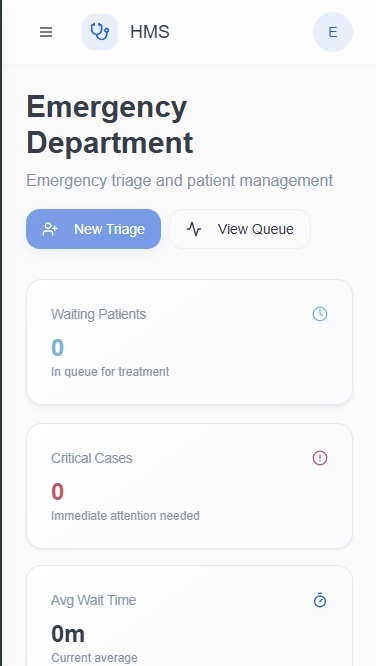 HMS
E
Emergency
Department
Emergency triage and patient management
New Triage
View Queue
Waiting Patients
0
In queue for treatment
Critical Cases
0
Immediate attention needed
Avg Wait Time
0m
Current average